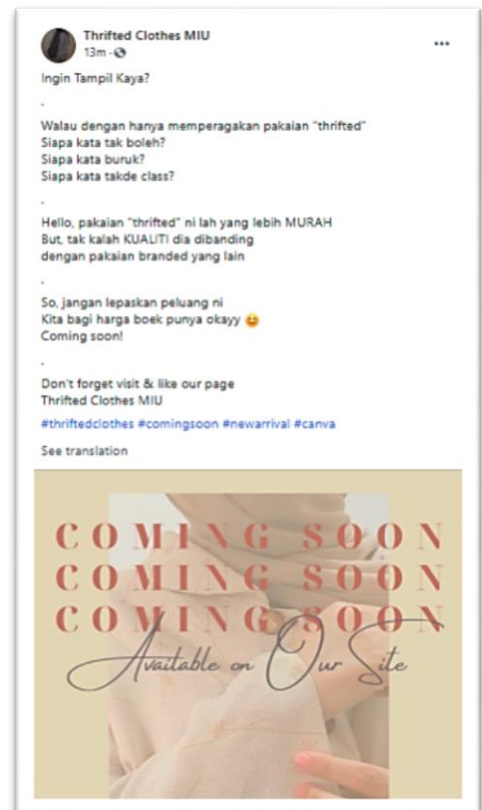 Thrifted Clothes MIU
13m ·
Ingin Tampil Kaya?
.
Walau dengan hanya memperagakan pakaian "thrifted"
Siapa kata tak boleh?
Siapa kata buruk?
Siapa kata takde class?
.
Hello, pakaian "thrifted" ni lah yang lebih MURAH
But, tak kalah KUALITI dia dibanding
dengan pakaian branded yang lain
.
So, jangan lepaskan peluang ni
Kita bagi harga boek punya okayy 😆
Coming soon!
.
Don't forget visit & like our page
Thrifted Clothes MIU
#thriftedclothes #comingsoon #newarrival #canva
See translation
COMING SOON
COMING SOON
COMING SOON
Available on Our Site